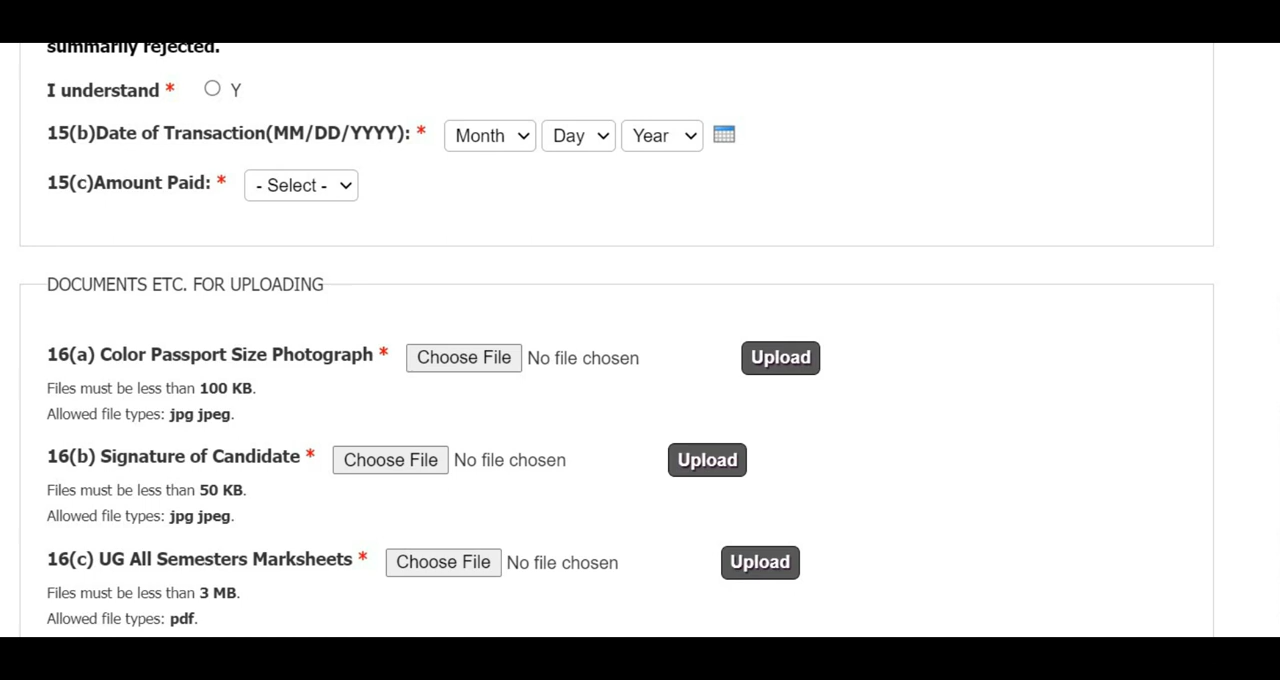 summarily rejected.
I understand * Y
15(b)Date of Transaction(MM/DD/YYYY): * Month Day Year
15(c)Amount Paid: * - Select -
DOCUMENTS ETC. FOR UPLOADING
16(a) Color Passport Size Photograph * Choose File No file chosen Upload
Files must be less than 100 KB.
Allowed file types: jpg jpeg.
16(b) Signature of Candidate * Choose File No file chosen Upload
Files must be less than 50 KB.
Allowed file types: jpg jpeg.
16(c) UG All Semesters Marksheets * Choose File No file chosen Upload
Files must be less than 3 MB.
Allowed file types: pdf.